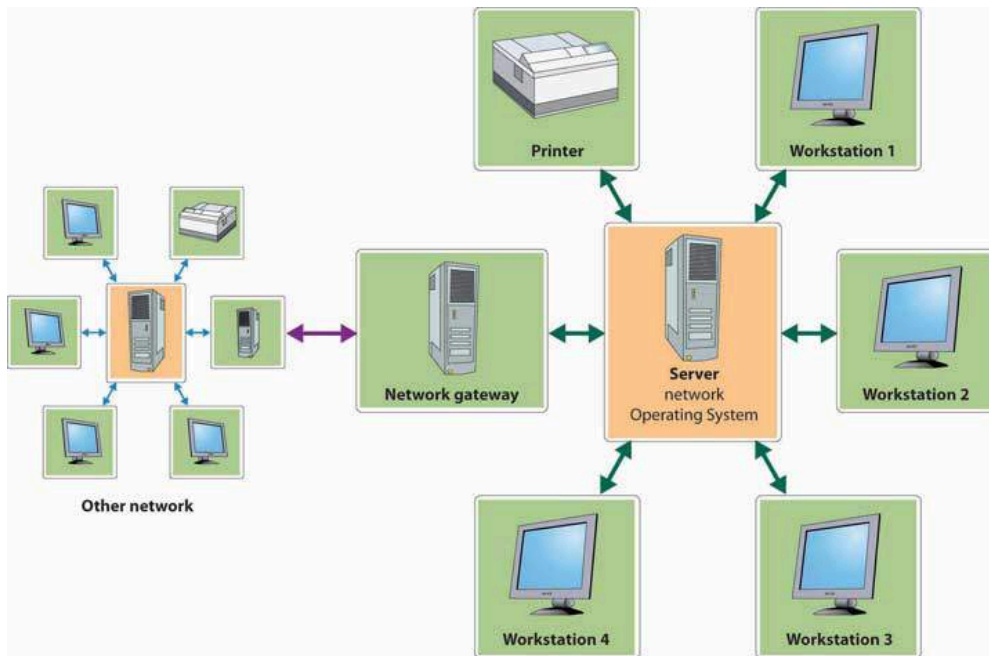 Printer
Workstation 1
Network gateway
Server
network
Operating System
Workstation 2
Other network
Workstation 4
Workstation 3